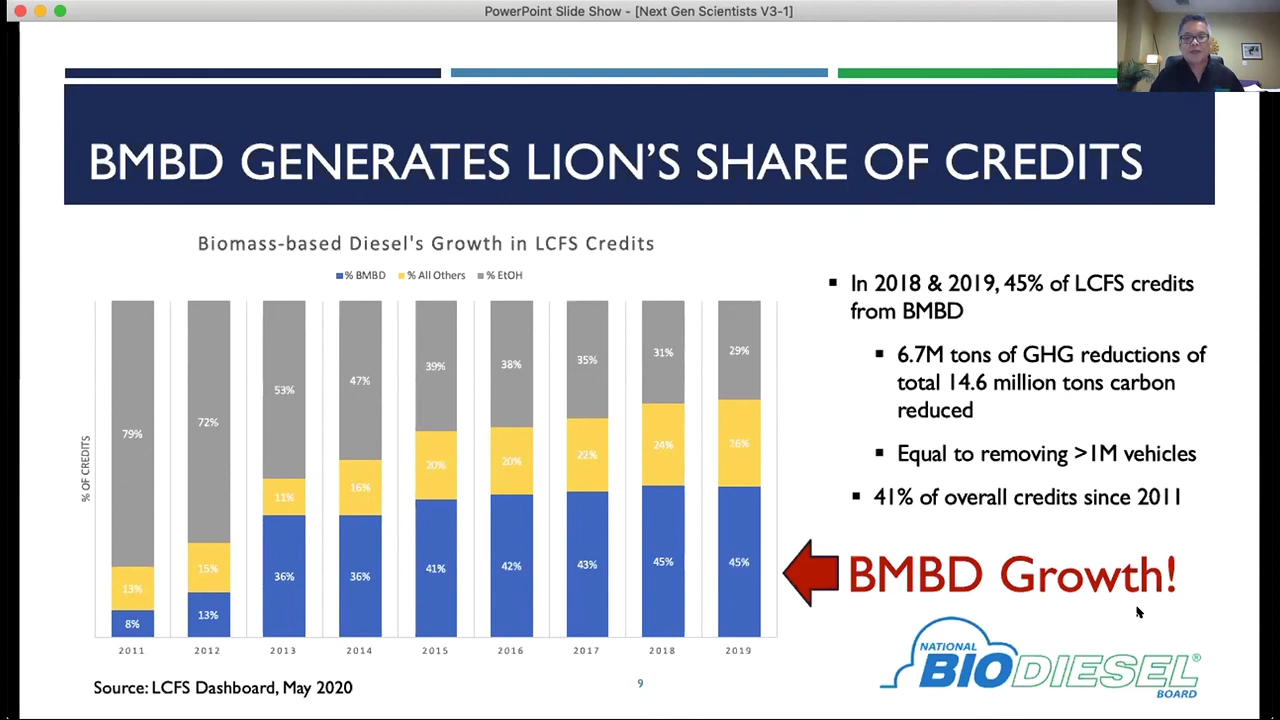 PowerPoint Slide Show - [Next Gen Scientists V3-1]
BMBD GENERATES LION'S SHARE OF CREDITS
Biomass-based Diesel's Growth in LCFS Credits
% BMBD % All Others % EtOH
% OF CREDITS
79% 72% 53% 47% 39% 38% 35% 31% 29%
13% 15% 11% 16% 20% 20% 22% 24% 26%
8% 13% 36% 36% 41% 42% 43% 45% 45%
2011 2012 2013 2014 2015 2016 2017 2018 2019
Source: LCFS Dashboard, May 2020
In 2018 & 2019, 45% of LCFS credits
from BMBD
6.7M tons of GHG reductions of
total 14.6 million tons carbon
reduced
Equal to removing >1M vehicles
41% of overall credits since 2011
BMBD Growth!
NATIONAL
BIODIESEL®
BOARD
9